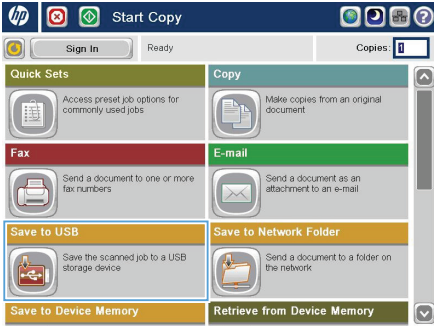 hp Start Copy ?
Sign In Ready Copies: 1
Quick Sets
Access preset job options for
commonly used jobs
Copy
Make copies from an original
document
Fax
Send a document to one or more
fax numbers
E-mail
Send a document as an
attachment to an e-mail
Save to USB
Save the scanned job to a USB
storage device
Save to Network Folder
Send a document to a folder on
the network
Save to Device Memory
Retrieve from Device Memory